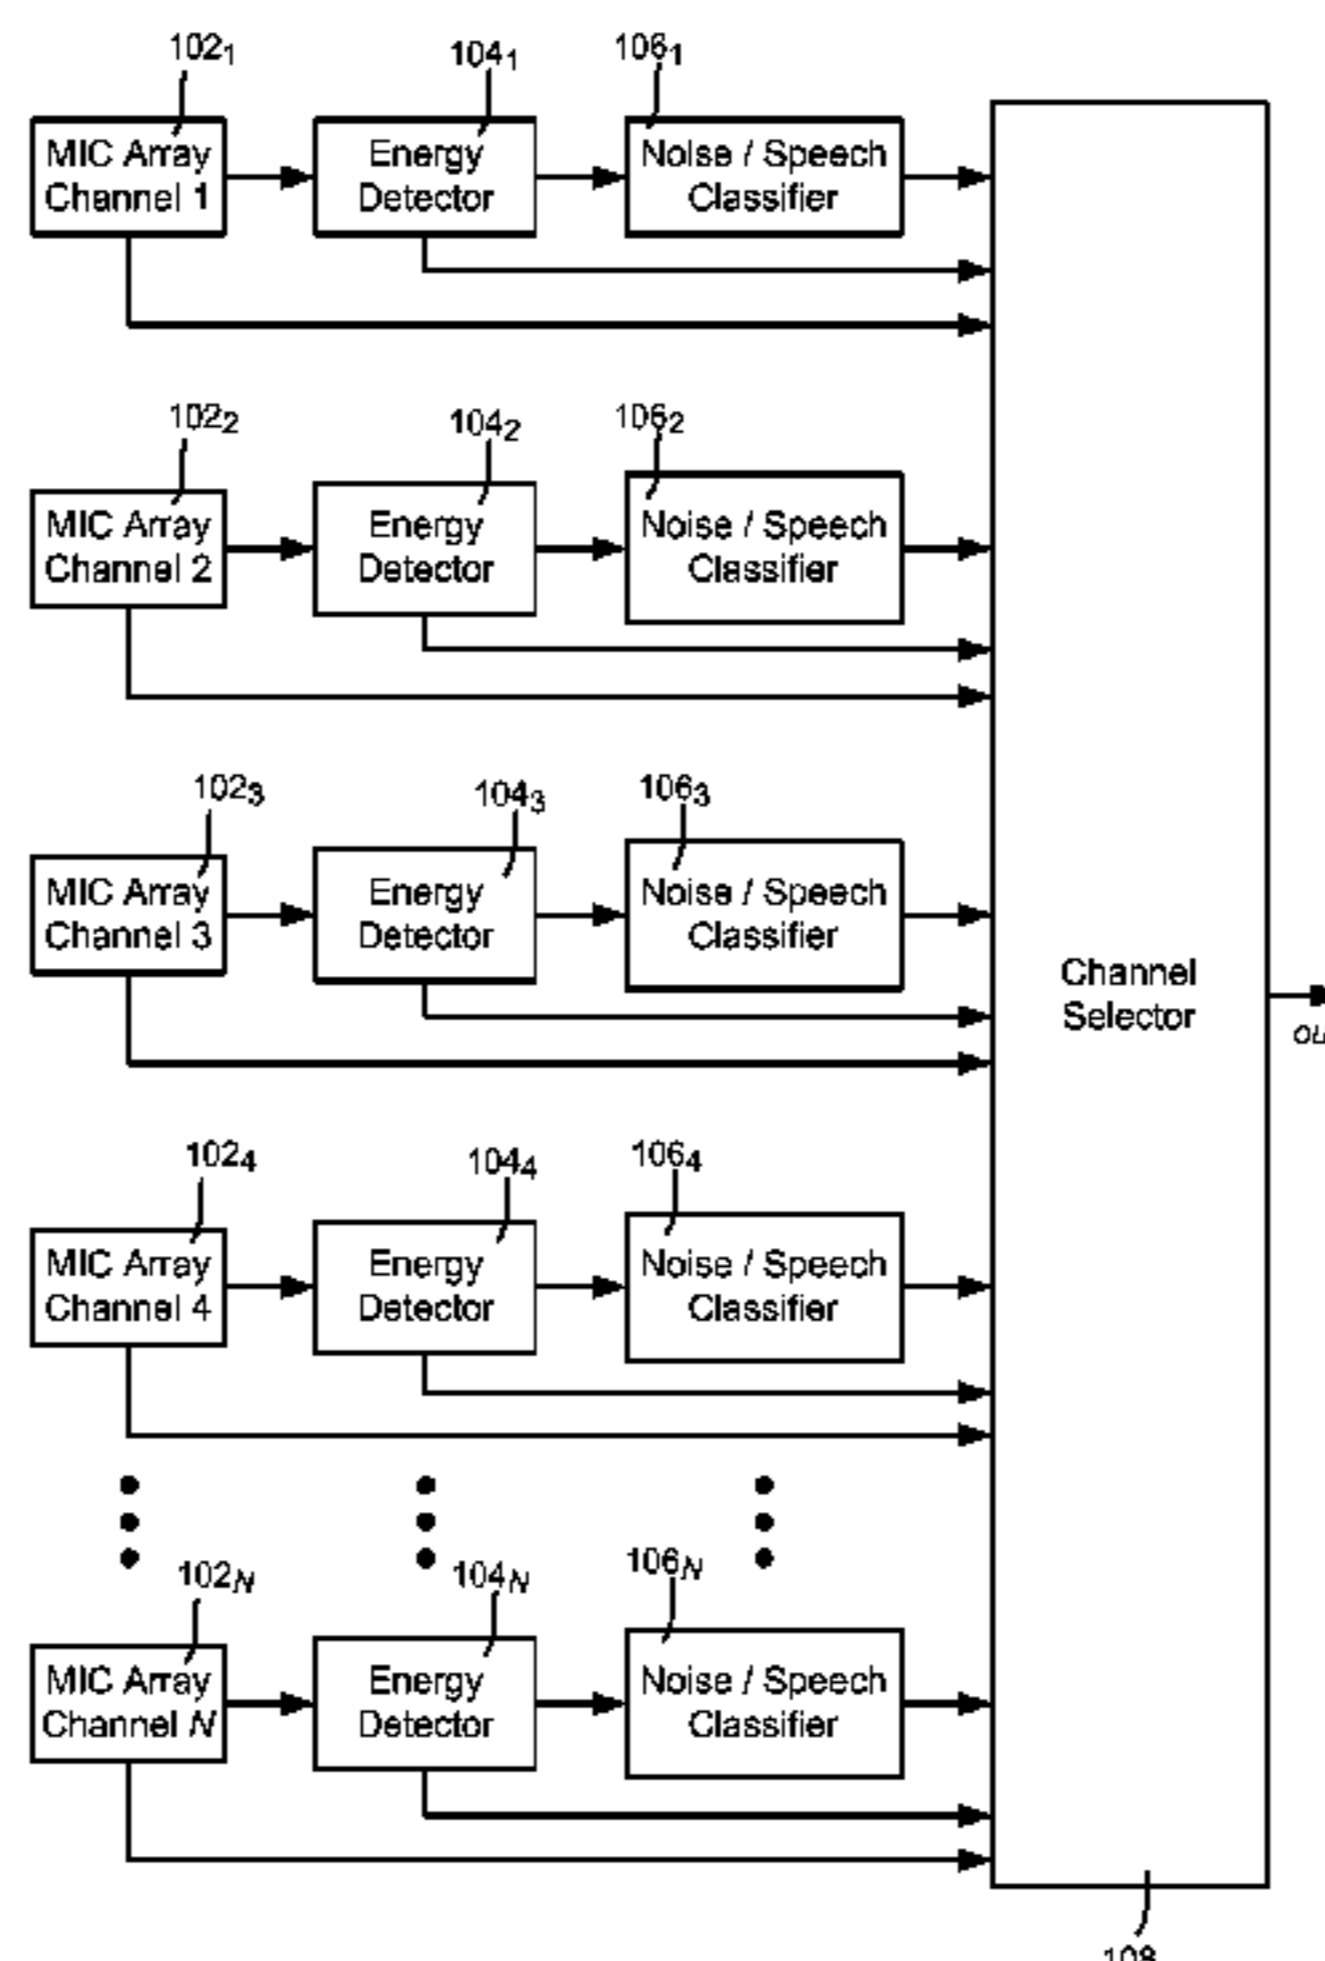 102₁ 104₁ 106₁
MIC Array
Channel 1
Energy
Detector
Noise / Speech
Classifier
102₂ 104₂ 106₂
MIC Array
Channel 2
Energy
Detector
Noise / Speech
Classifier
102₃ 104₃ 106₃
MIC Array
Channel 3
Energy
Detector
Noise / Speech
Classifier
Channel
Selector
102₄ 104₄ 106₄
MIC Array
Channel 4
Energy
Detector
Noise / Speech
Classifier
102N 104N 106N
MIC Array
Channel N
Energy
Detector
Noise / Speech
Classifier
108